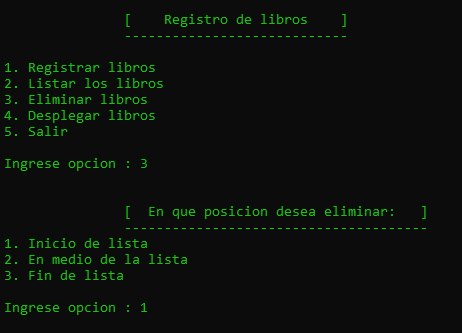 [    Registro de libros    ]
----------------------------
1. Registrar libros
2. Listar los libros
3. Eliminar libros
4. Desplegar libros
5. Salir
Ingrese opcion : 3
[  En que posicion desea eliminar:   ]
--------------------------------------
1. Inicio de lista
2. En medio de la lista
3. Fin de lista
Ingrese opcion : 1